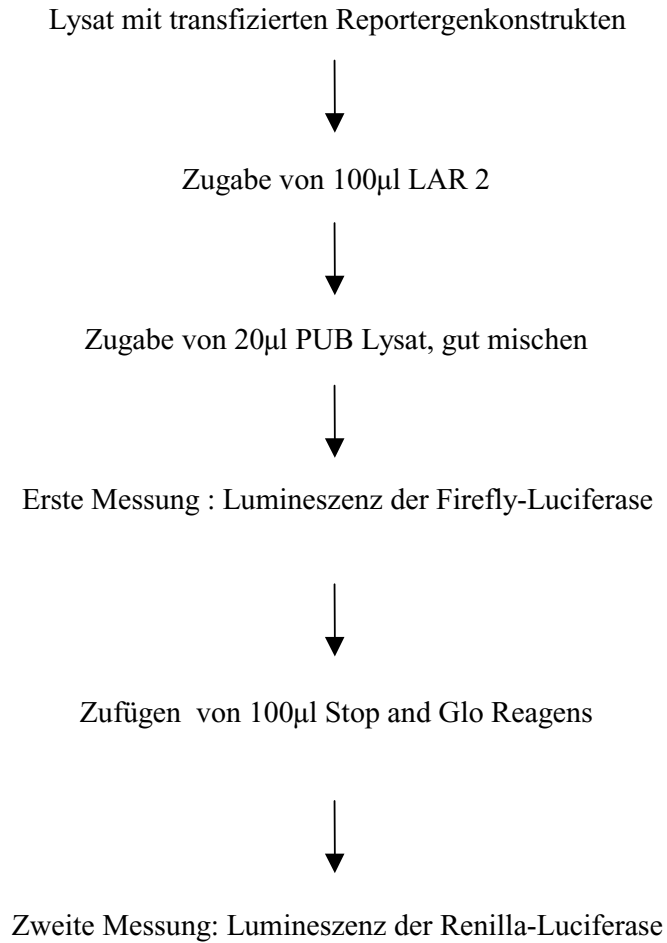 Lysat mit transfizierten Reportergenkonstrukten
Zugabe von 100µl LAR 2
Zugabe von 20µl PUB Lysat, gut mischen
Erste Messung : Lumineszenz der Firefly-Luciferase
Zufügen  von 100µl Stop and Glo Reagens
Zweite Messung: Lumineszenz der Renilla-Luciferase